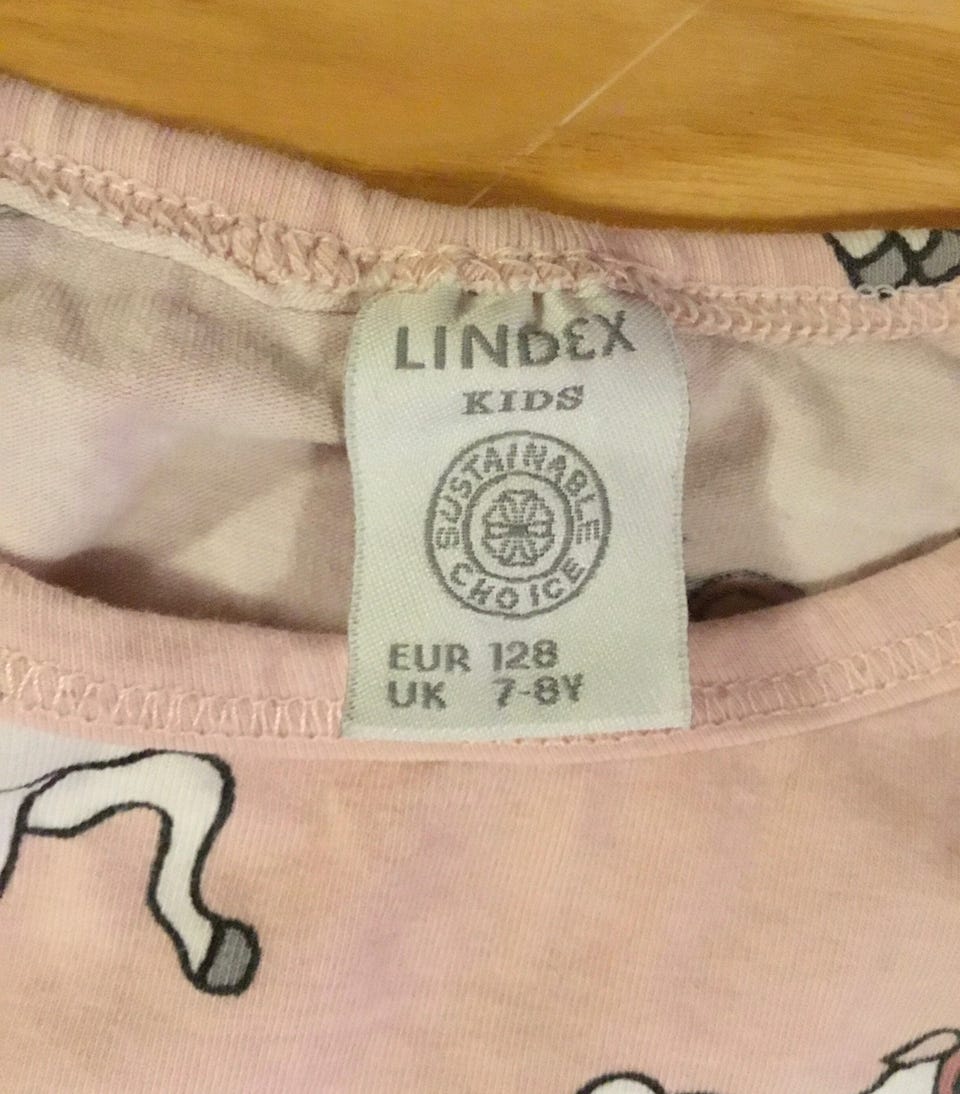 LINDEX
KIDS
SUSTAINABLE
CHOICE
EUR 128
UK 7-8Y